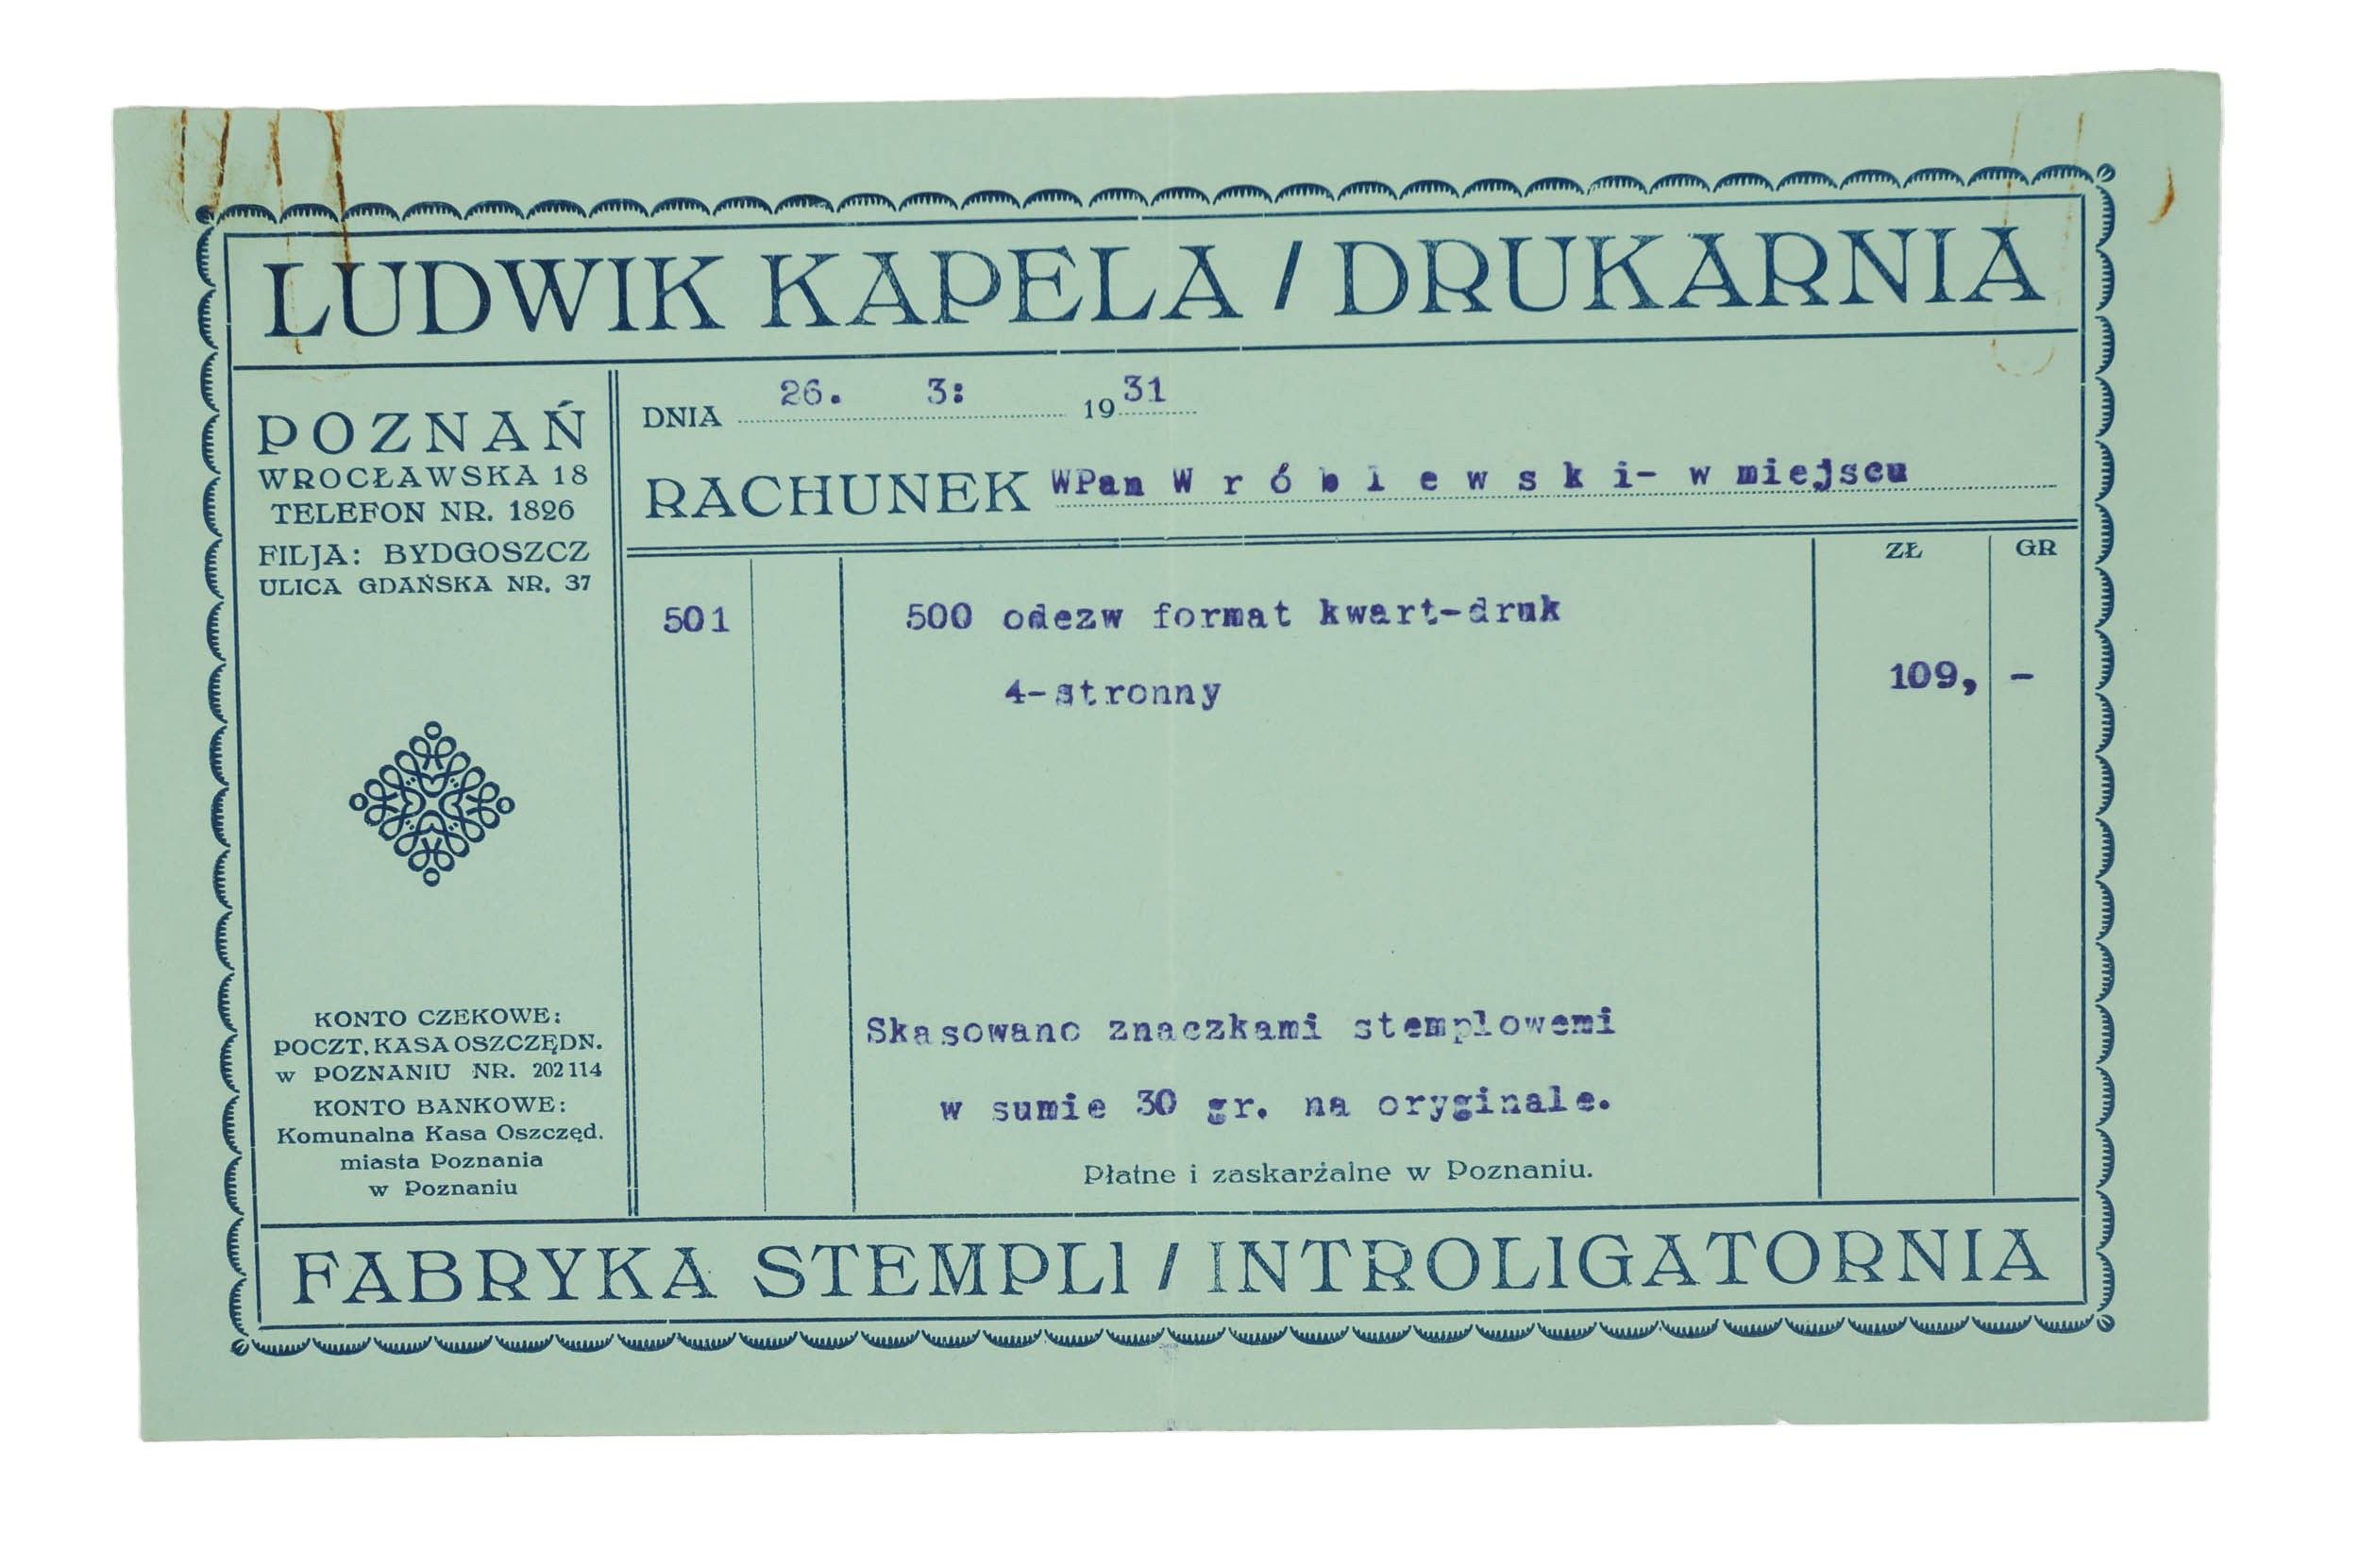 LUDWIK KAPELA / DRUKARNIA
POZNAŃ
WROCŁAWSKA 18
TELEFON NR. 1826
FILJA: BYDGOSZCZ
ULICA GDAŃSKA NR. 37
KONTO CZEKOWE:
POCZT. KASA OSZCZĘDN.
w POZNANIU NR. 202114
KONTO BANKOWE:
Komunalna Kasa Oszczęd.
miasta Poznania
w Poznaniu
DNIA 26. 3: 1931
RACHUNEK WPan W r ó b l e w s k i- w miejscu
ZŁ GR
501 500 odezw format kwart-druk
4-stronny 109, -
Skasowano znaczkami stemplowemi
w sumie 30 gr. na oryginale.
Płatne i zaskarżalne w Poznaniu.
FABRYKA STEMPLI / INTROLIGATORNIA